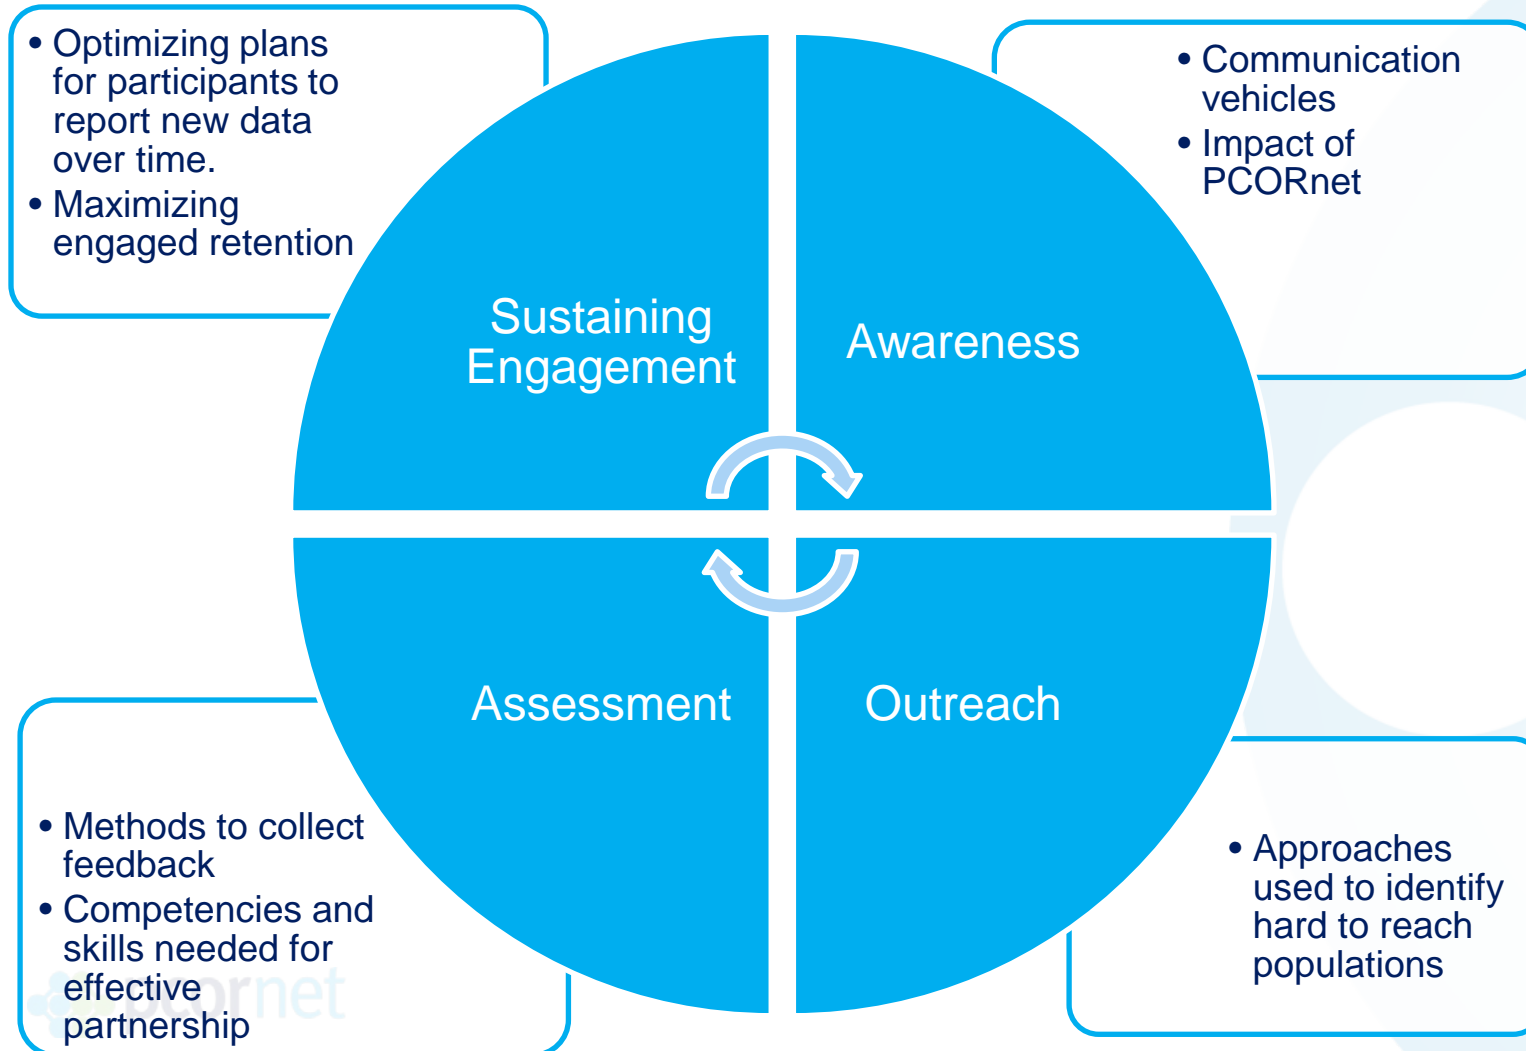 • Optimizing plans
for participants to
report new data
over time.
• Maximizing
engaged retention
• Communication
vehicles
• Impact of
PCORnet
Sustaining
Engagement
Awareness
Assessment
Outreach
• Methods to collect
feedback
• Competencies and
skills needed for
effective
partnership
• Approaches
used to identify
hard to reach
populations
pcornet